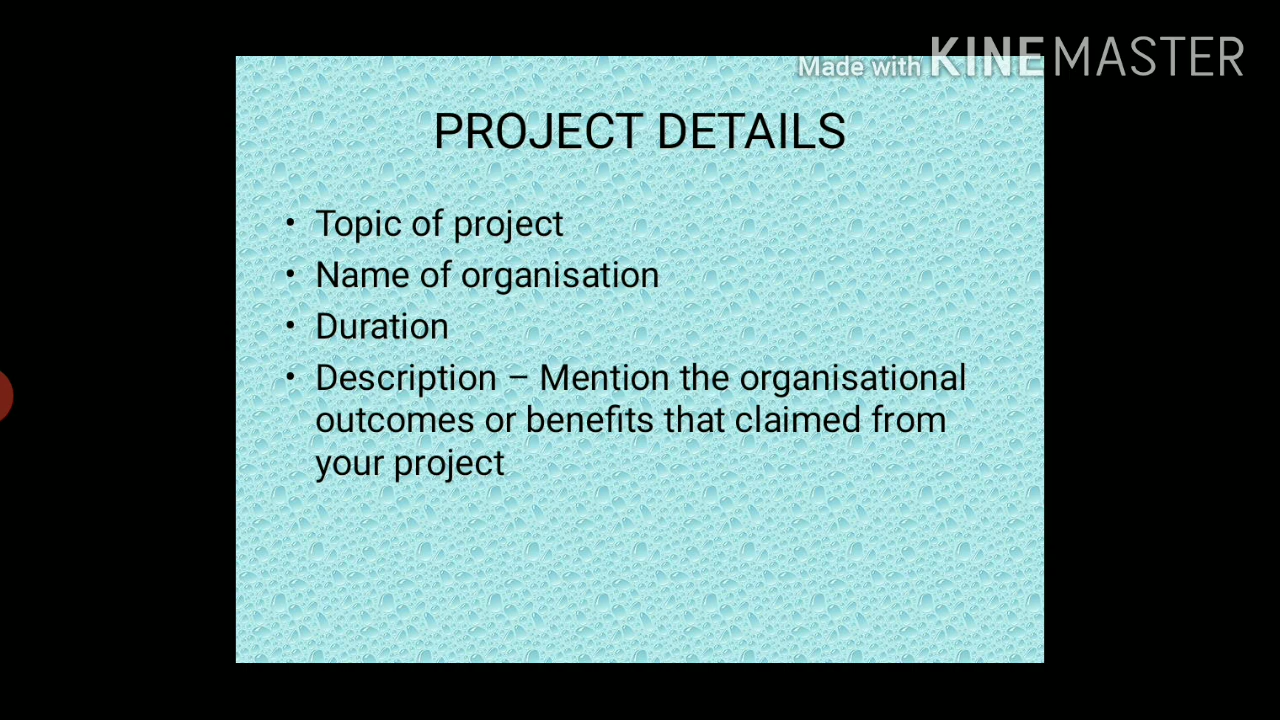 Made with KINEMASTER
PROJECT DETAILS
• Topic of project
• Name of organisation
• Duration
• Description – Mention the organisational
outcomes or benefits that claimed from
your project